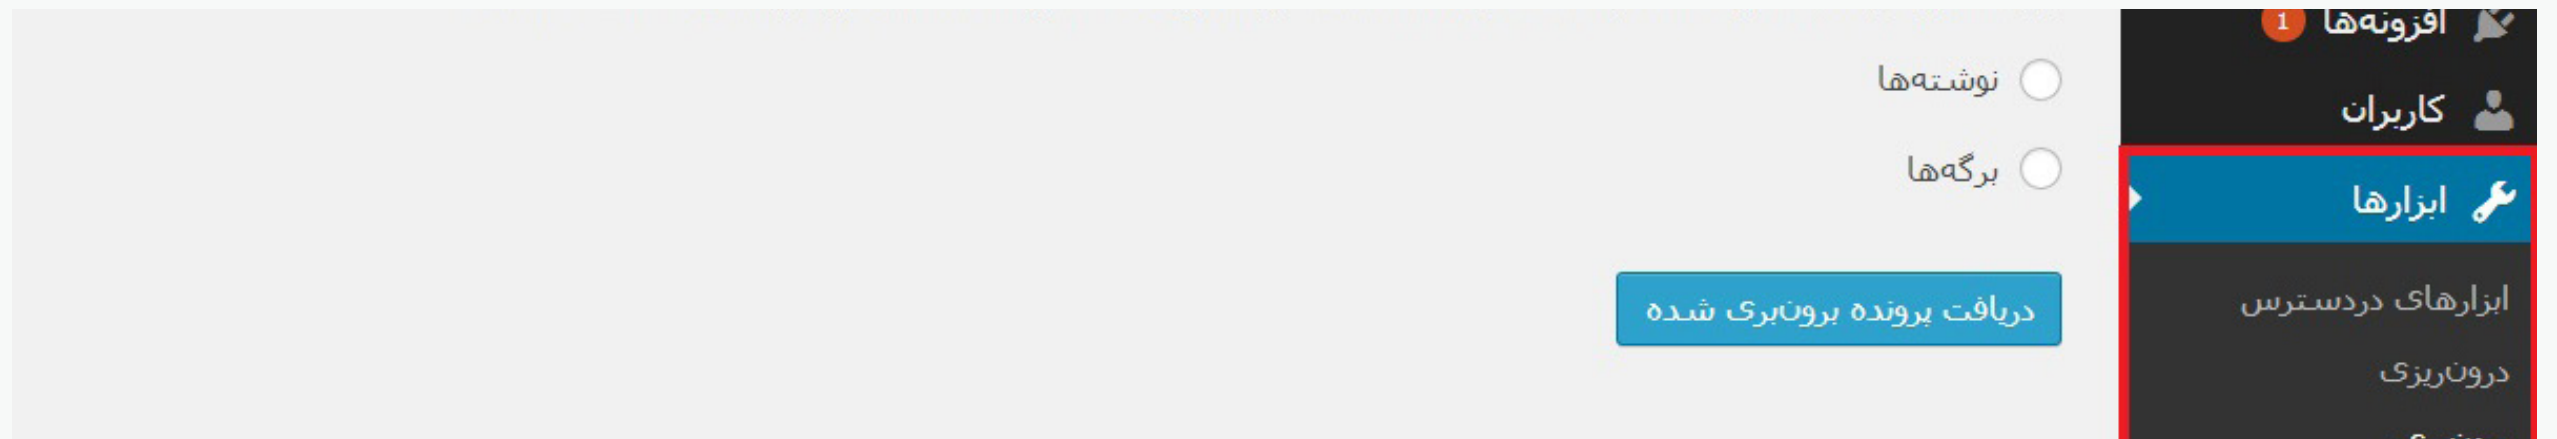 افزونه‌ها 1
کاربران
ابزارها
ابزارهای دردسترس
درون‌ریزی
نوشته‌ها
برگه‌ها
دریافت پرونده برون‌بری شده